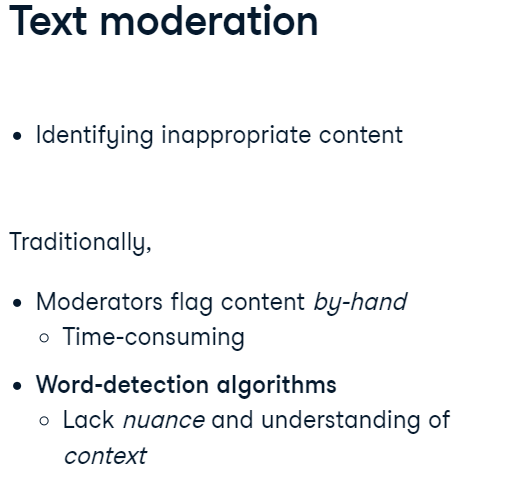 Text moderation
• Identifying inappropriate content
Traditionally,
• Moderators flag content by-hand
○ Time-consuming
• Word-detection algorithms
○ Lack nuance and understanding of
context